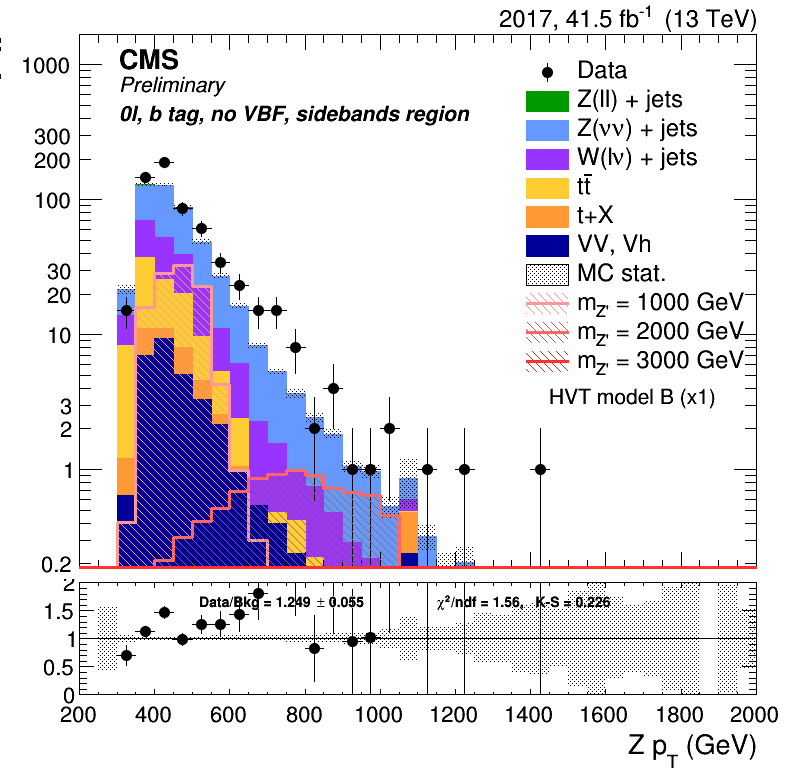 2017, 41.5 fb⁻¹ (13 TeV)
CMS
Preliminary
0l, b tag, no VBF, sidebands region
Data
Z(ll) + jets
Z(νν) + jets
W(lν) + jets
tt̄
t+X
VV, Vh
MC stat.
m_Z' = 1000 GeV
m_Z' = 2000 GeV
m_Z' = 3000 GeV
HVT model B (x1)
1000
300
200
100
30
20
10
3
2
1
0.2
Data/Bkg = 1.249 ± 0.055
χ²/ndf = 1.56, K-S = 0.226
2
1.5
1
0.5
0
200 400 600 800 1000 1200 1400 1600 1800 2000
Z p_T (GeV)